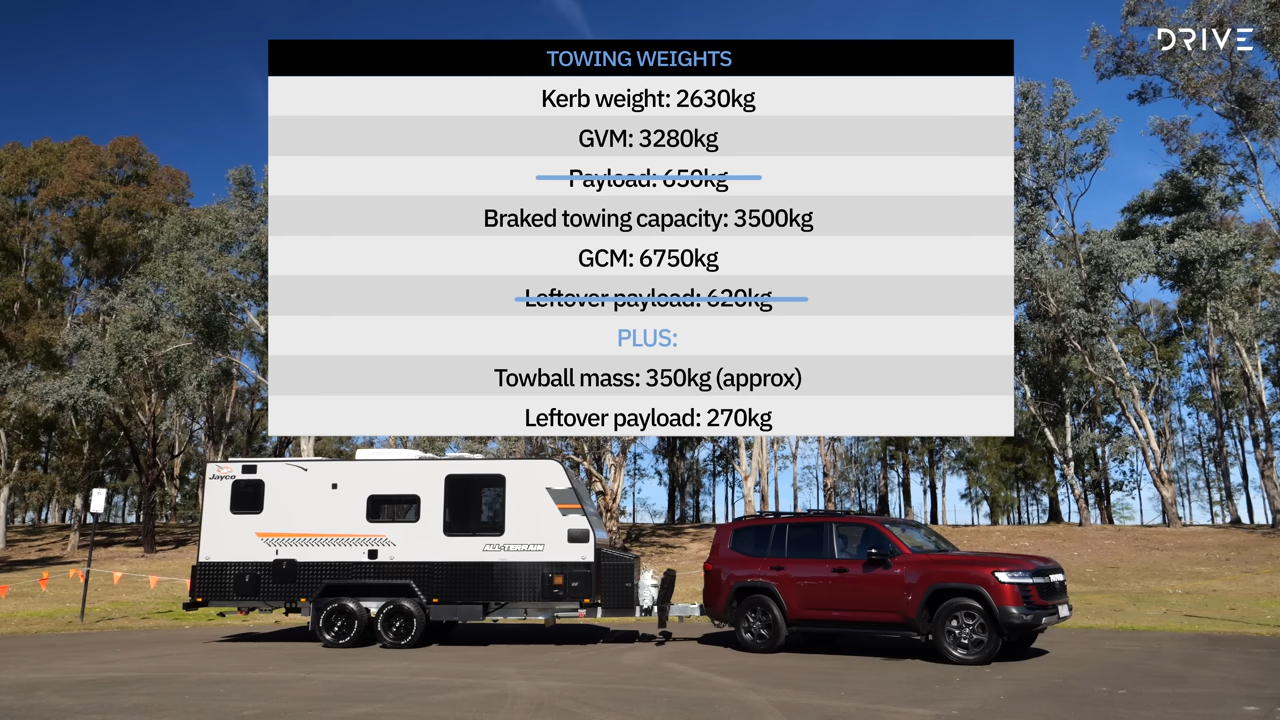 DRIVE
TOWING WEIGHTS
Kerb weight: 2630kg
GVM: 3280kg
Payload: 650kg
Braked towing capacity: 3500kg
GCM: 6750kg
Leftover payload: 620kg
PLUS:
Towball mass: 350kg (approx)
Leftover payload: 270kg
Jayco
ALL-TERRAIN